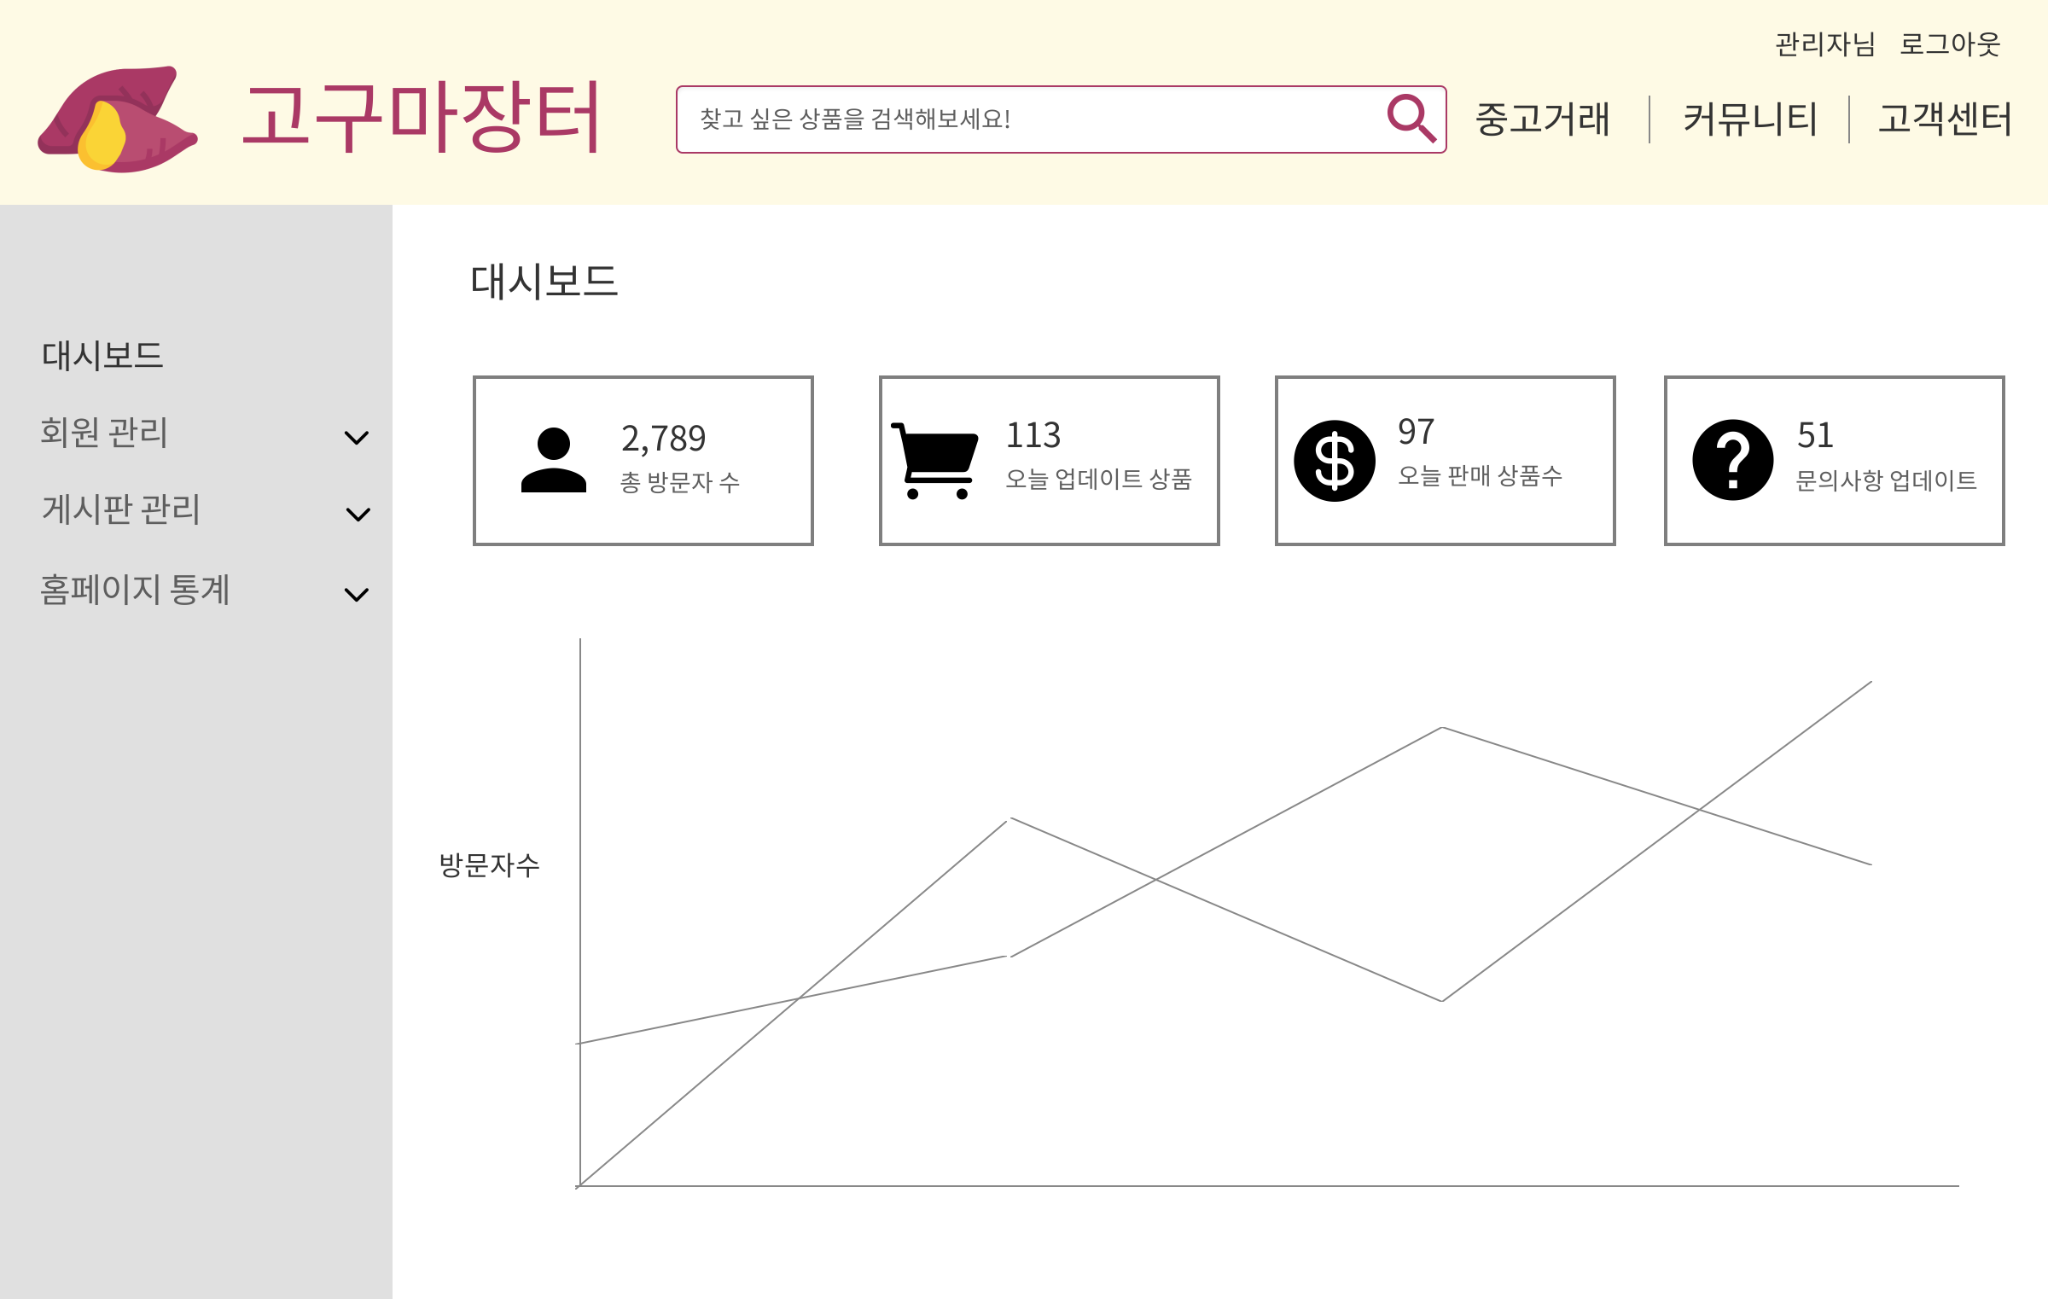 관리자님 로그아웃
고구마장터
찾고 싶은 상품을 검색해보세요!
중고거래
커뮤니티
고객센터
대시보드
회원 관리
게시판 관리
홈페이지 통계
대시보드
2,789
총 방문자 수
113
오늘 업데이트 상품
97
오늘 판매 상품수
51
문의사항 업데이트
방문자수